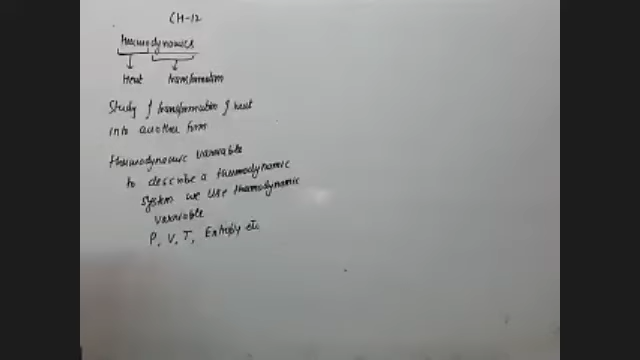 CH-12
thermodynamics
Heat transformation
Study of transformation of heat
into another form
thermodynamic variable
to describe a thermodynamic
system we use thermodynamic
variable
P, V, T, Entropy etc